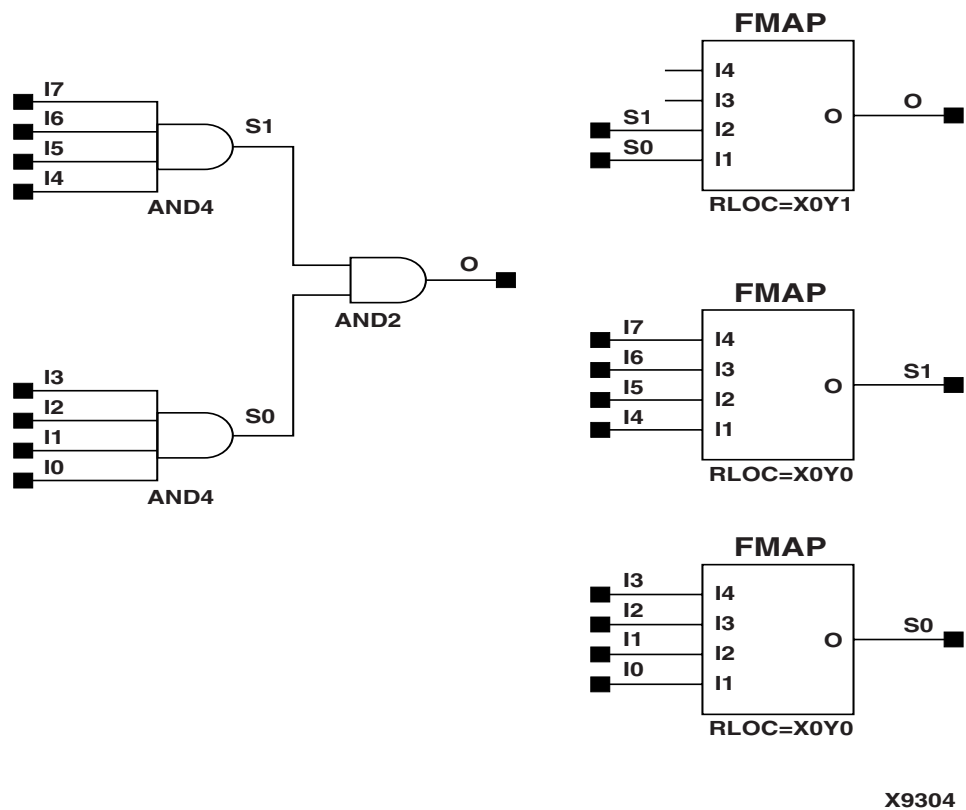 I7
I6
S1
I5
I4
AND4
O
AND2
I3
I2
S0
I1
I0
AND4
FMAP
I4
I3
O
O
S1
I2
S0
I1
RLOC=X0Y1
FMAP
I7
I4
I6
I3
O
S1
I5
I2
I4
I1
RLOC=X0Y0
FMAP
I3
I4
I2
I3
O
S0
I1
I2
I0
I1
RLOC=X0Y0
X9304